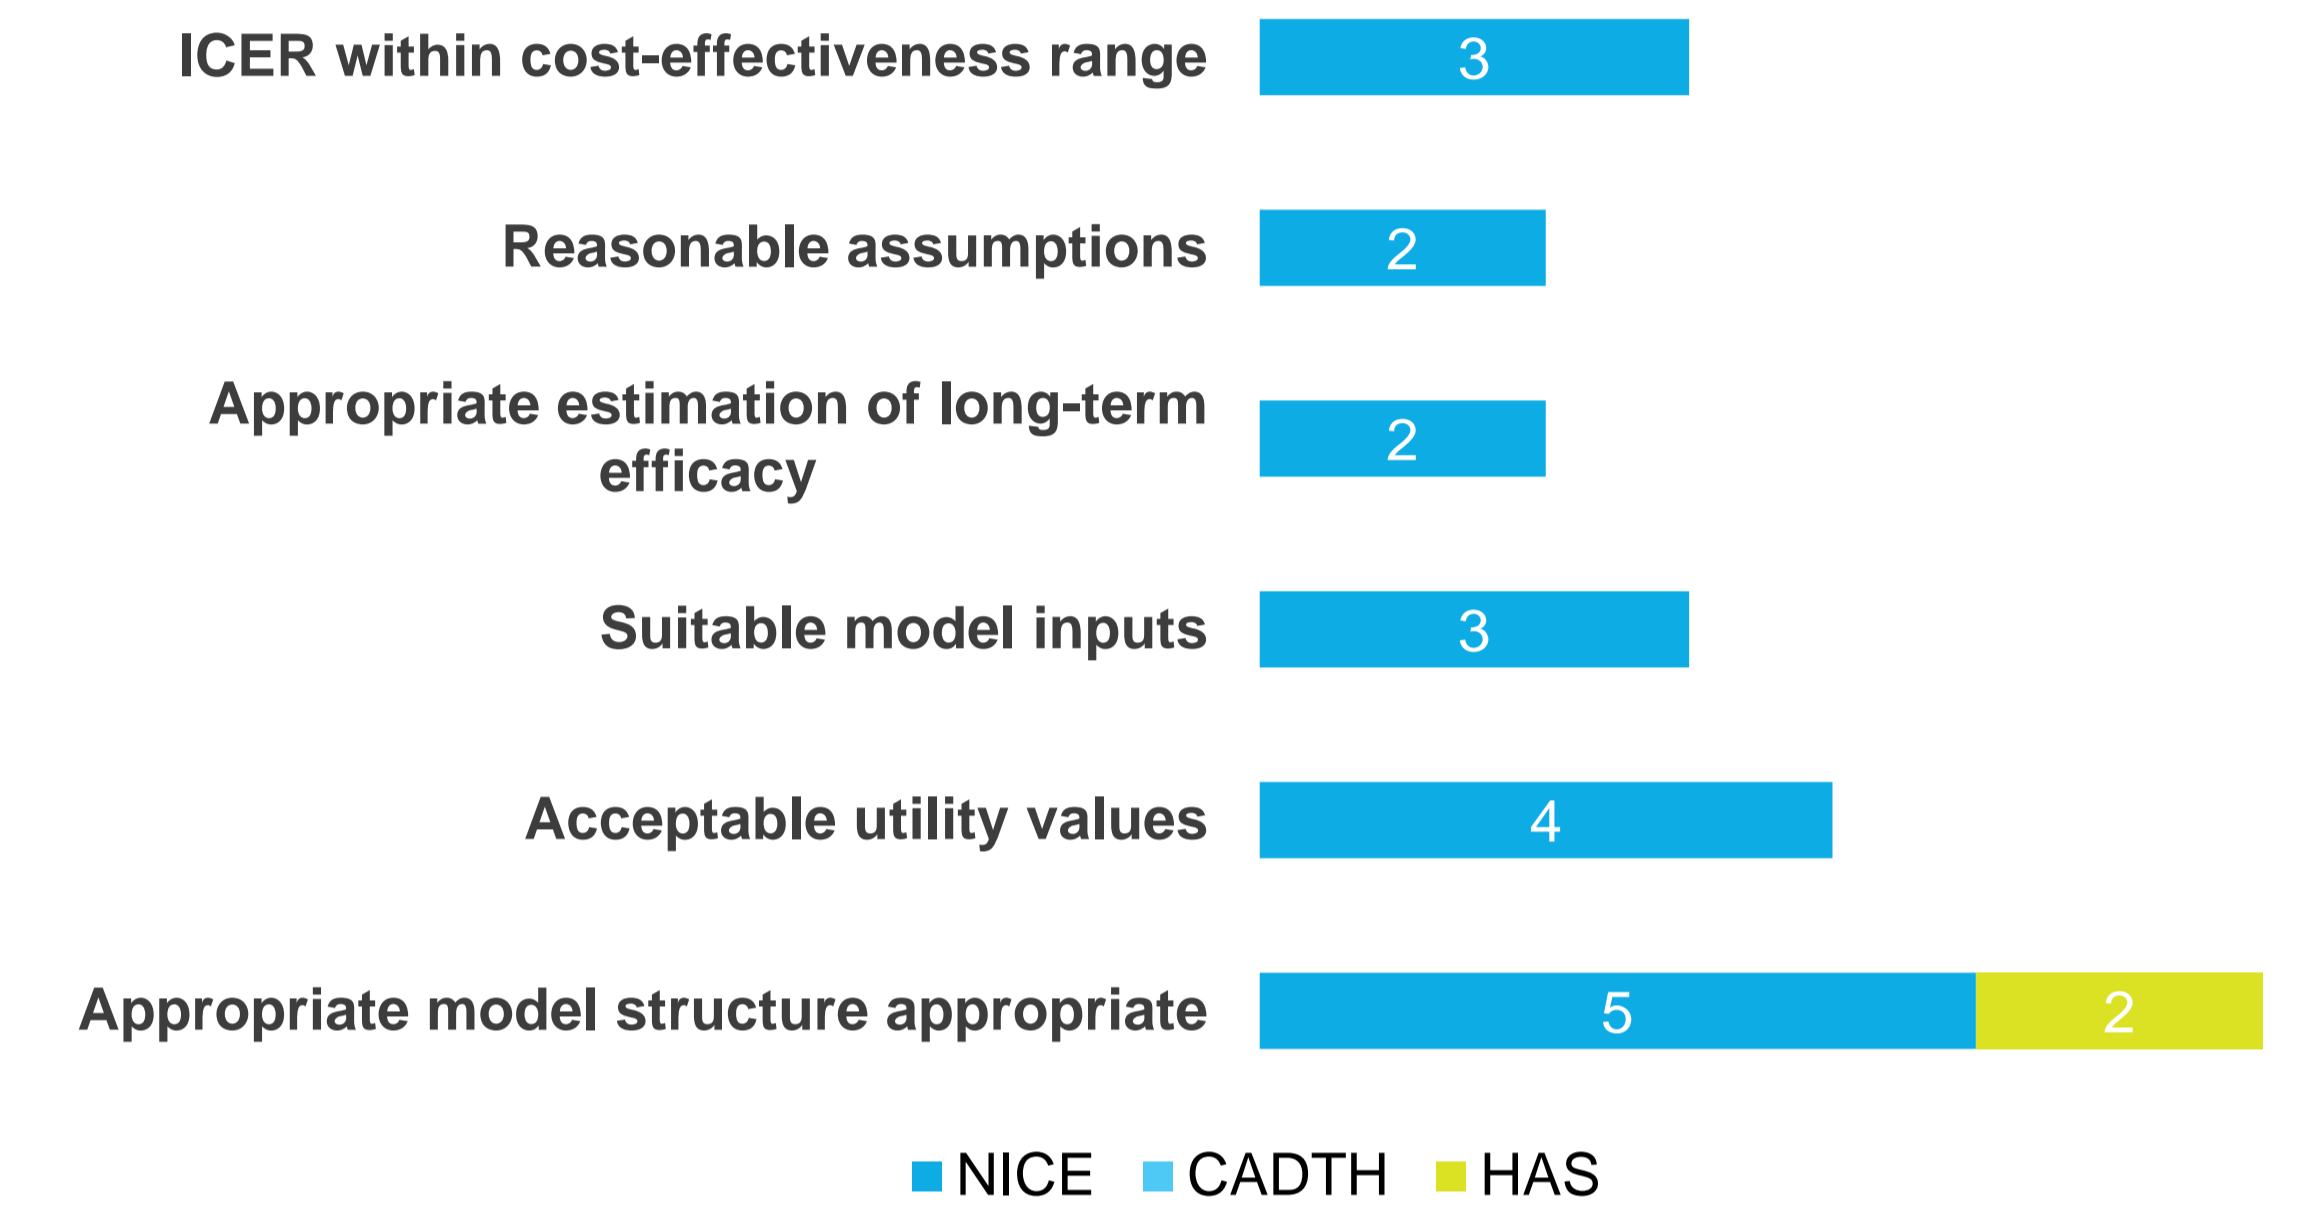 ICER within cost-effectiveness range
3
Reasonable assumptions
2
Appropriate estimation of long-term
efficacy
2
Suitable model inputs
3
Acceptable utility values
4
Appropriate model structure appropriate
5 2
NICE CADTH HAS